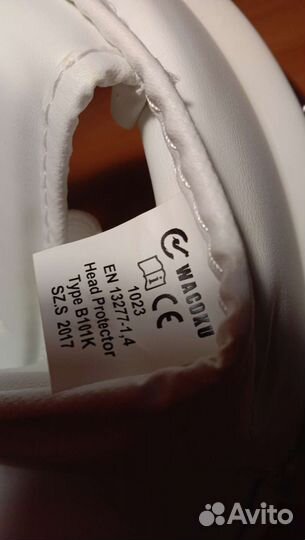 WACOKU
CE
1023
EN 13277-1,4
Head Protector
Type B101K
SZ.S 2017
Avito